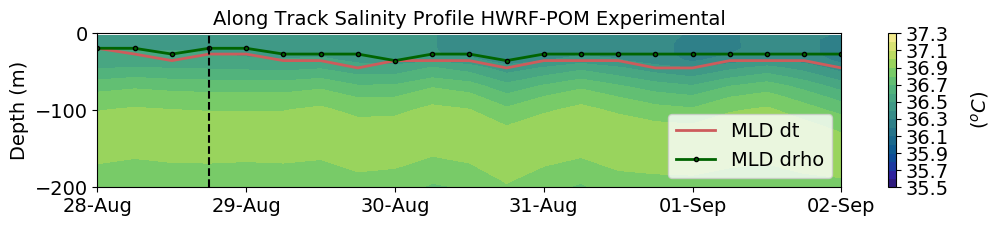 Along Track Salinity Profile HWRF-POM Experimental
Depth (m)
0
−100
−200
28-Aug
29-Aug
30-Aug
31-Aug
01-Sep
02-Sep
MLD dt
MLD drho
37.3
37.1
36.9
36.7
36.5
36.3
36.1
35.9
35.7
35.5
(°C)